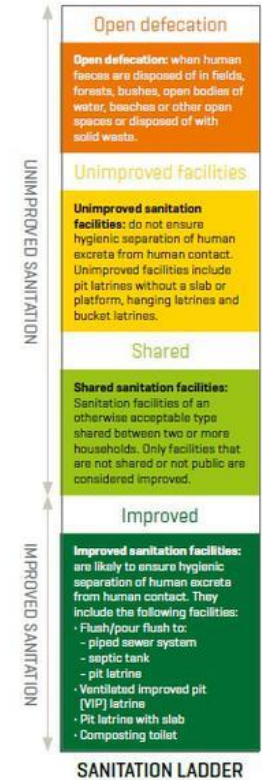 Open defecation
Open defecation: when human
faeces are disposed of in fields,
forests, bushes, open bodies of
water, beaches or other open
spaces or disposed of with
solid waste.
Unimproved facilities
Unimproved sanitation
facilities: do not ensure
hygienic separation of human
excreta from human contact.
Unimproved facilities include
pit latrines without a slab or
platform, hanging latrines and
bucket latrines.
Shared
Shared sanitation facilities:
Sanitation facilities of an
otherwise acceptable type
shared between two or more
households. Only facilities that
are not shared or not public are
considered improved.
UNIMPROVED SANITATION
Improved
Improved sanitation facilities:
are likely to ensure hygienic
separation of human excreta
from human contact. They
include the following facilities:
· Flush/pour flush to:
– piped sewer system
– septic tank
– pit latrine
· Ventilated improved pit
(VIP) latrine
· Pit latrine with slab
· Composting toilet
IMPROVED SANITATION
SANITATION LADDER